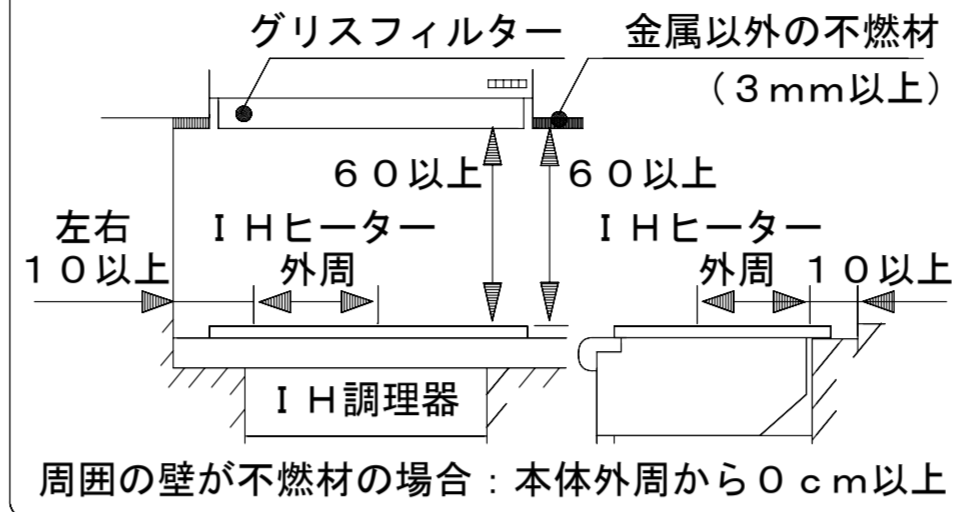 グリスフィルター
金属以外の不燃材
（３ｍｍ以上）
６０以上
６０以上
左右
１０以上
ＩＨヒーター
外周
ＩＨヒーター
外周
１０以上
ＩＨ調理器
周囲の壁が不燃材の場合：本体外周から０ｃｍ以上